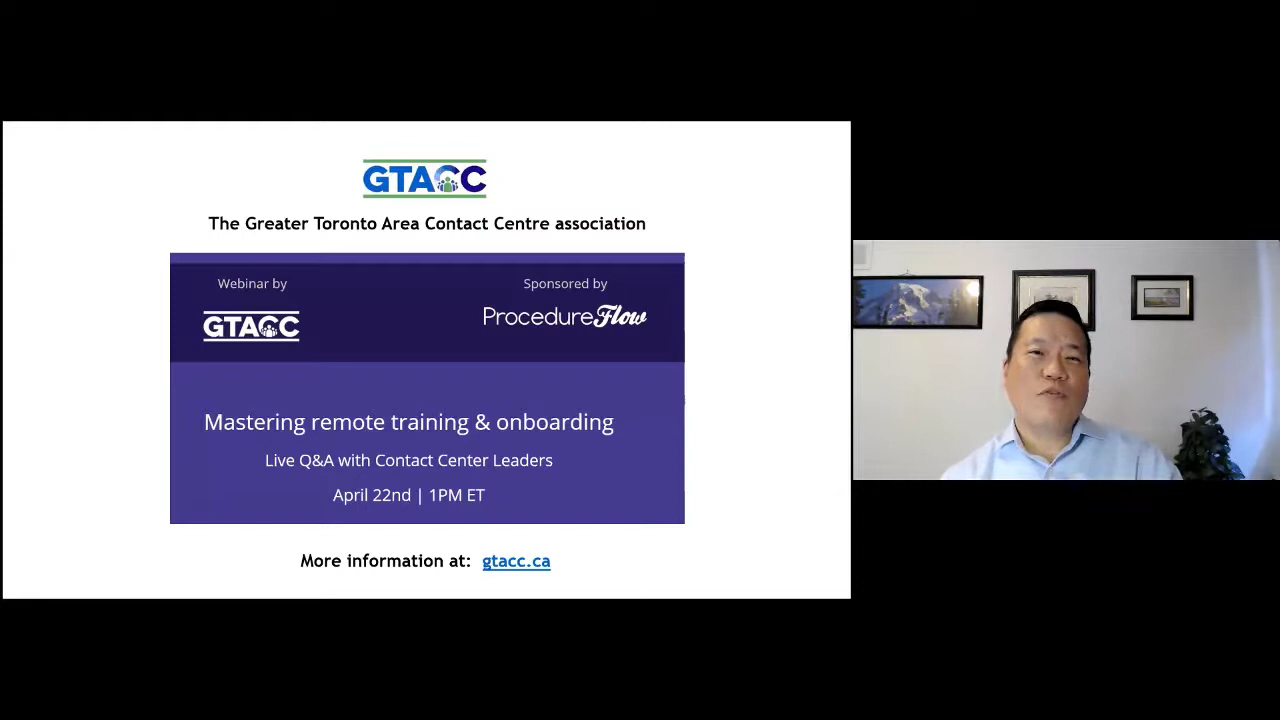 GTACC
The Greater Toronto Area Contact Centre association
Webinar by
Sponsored by
GTACC
ProcedureFlow
Mastering remote training & onboarding
Live Q&A with Contact Center Leaders
April 22nd | 1PM ET
More information at: gtacc.ca